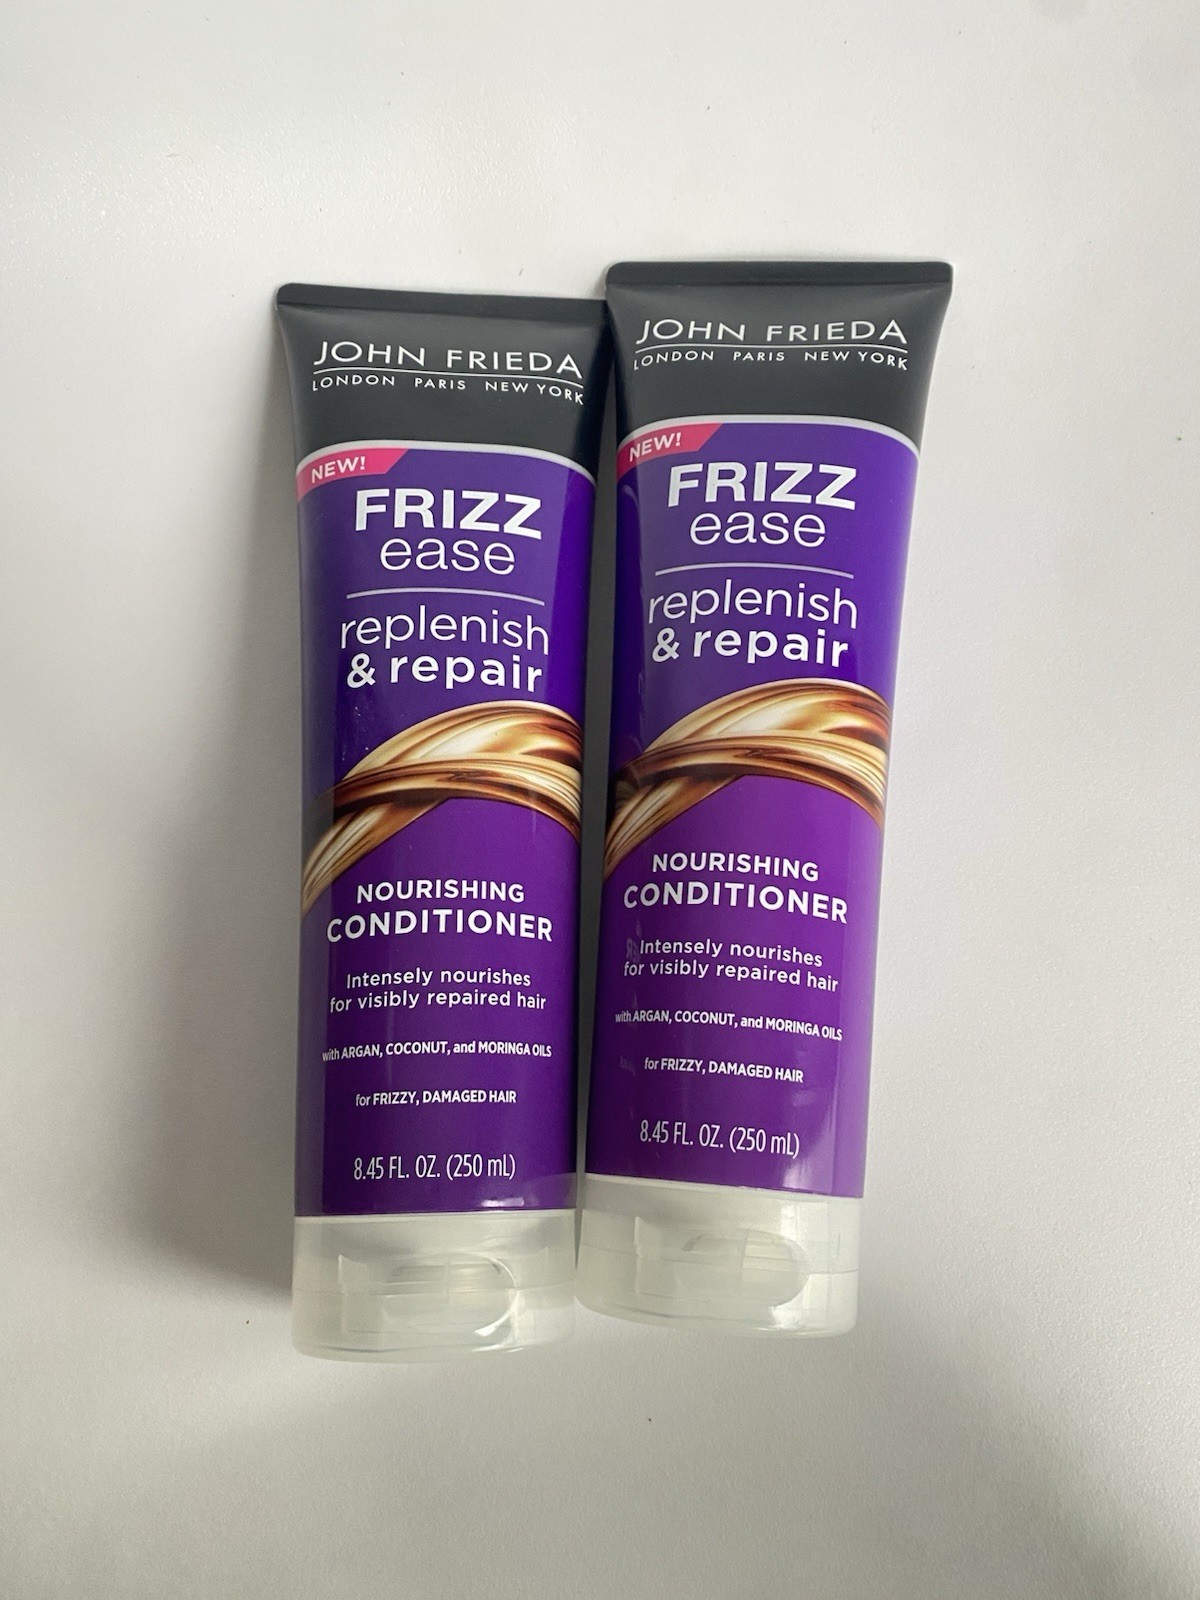 JOHN FRIEDA
LONDON PARIS NEW YORK
NEW!
FRIZZ
ease
replenish
& repair
NOURISHING
CONDITIONER
Intensely nourishes
for visibly repaired hair
with ARGAN, COCONUT, and MORINGA OILS
for FRIZZY, DAMAGED HAIR
8.45 FL. OZ. (250 mL)
JOHN FRIEDA
LONDON PARIS NEW YORK
NEW!
FRIZZ
ease
replenish
& repair
NOURISHING
CONDITIONER
Intensely nourishes
for visibly repaired hair
with ARGAN, COCONUT, and MORINGA OILS
for FRIZZY, DAMAGED HAIR
8.45 FL. OZ. (250 mL)